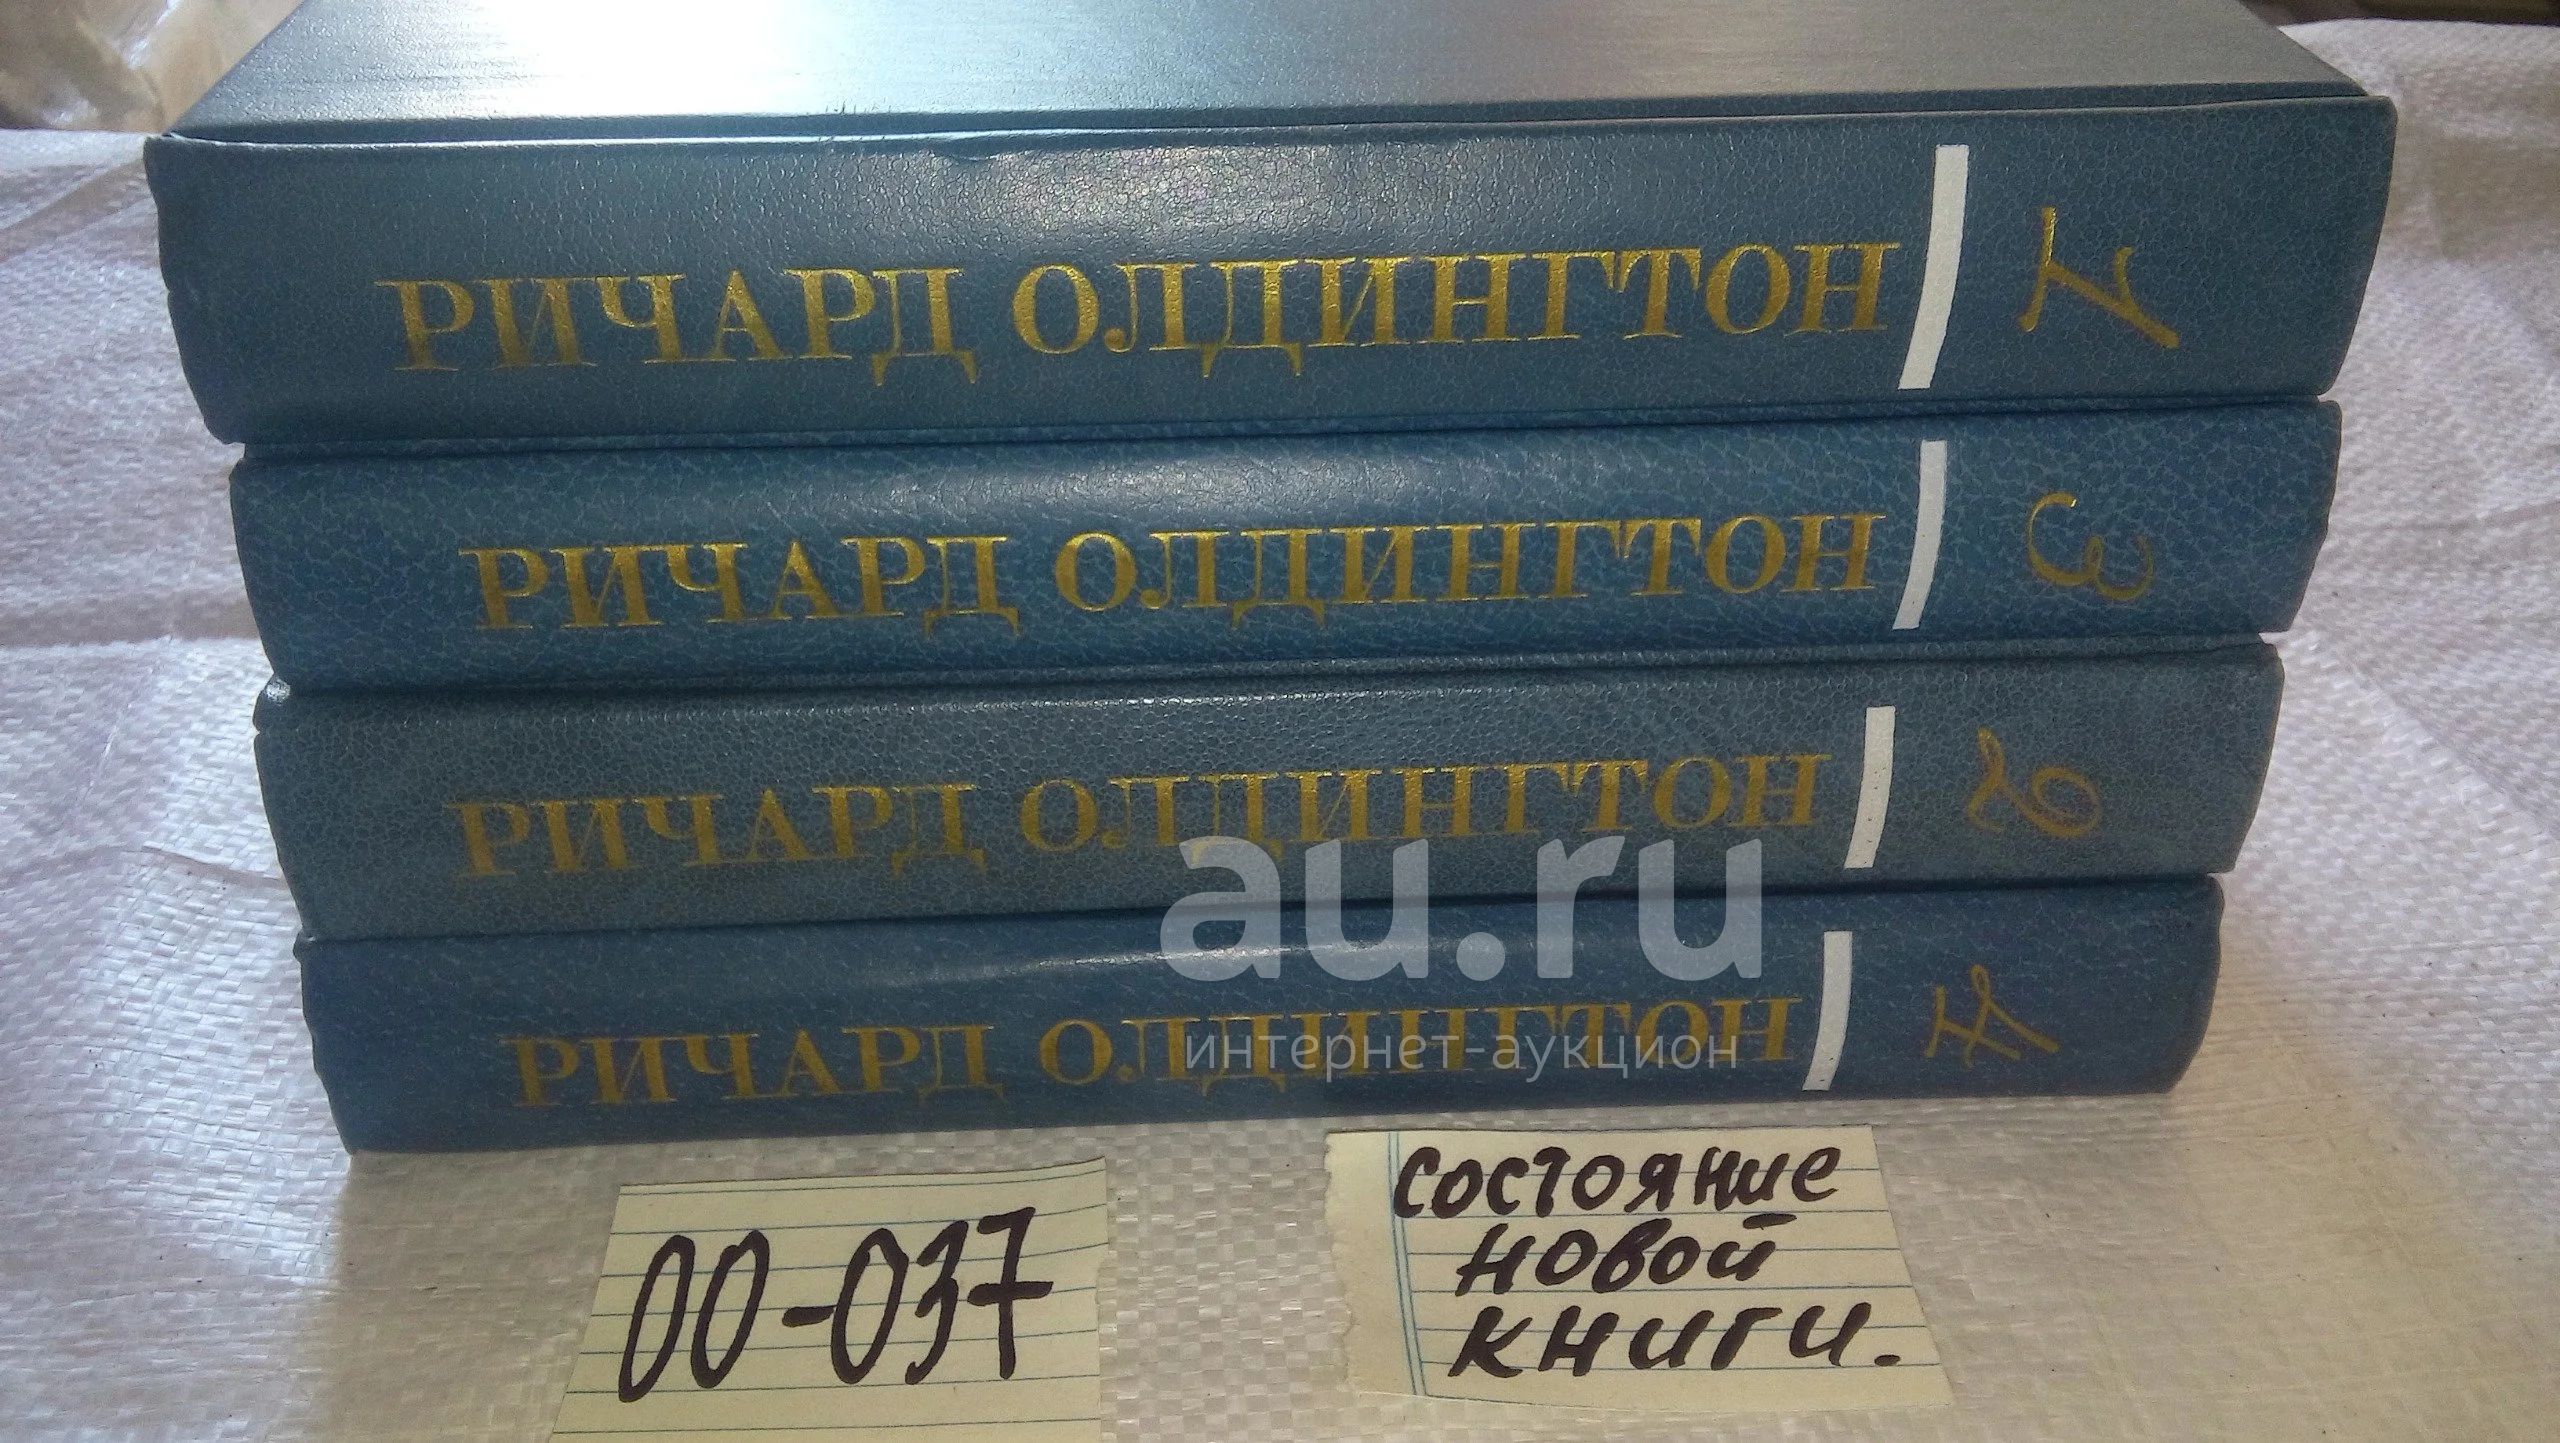 РИЧАРД ОЛДИНГТОН 1
РИЧАРД ОЛДИНГТОН 3
РИЧАРД ОЛДИНГТОН 2
РИЧАРД ОЛДИНГТОН 4
au.ru
интернет-аукцион
00-037
состояние
новой
книги.